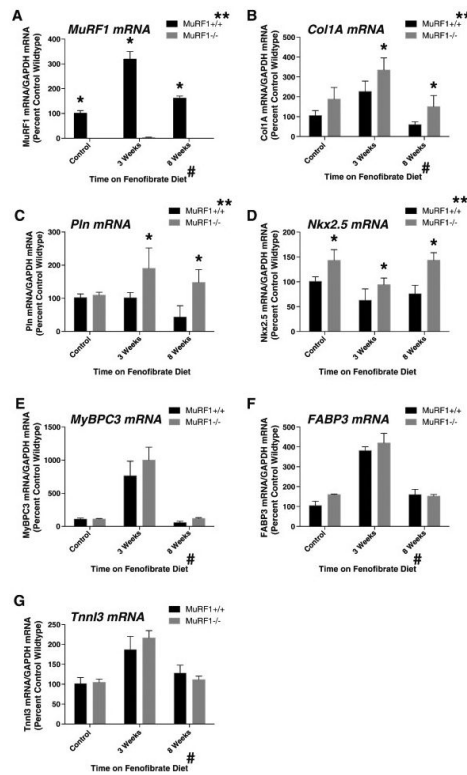 A
MuRF1 mRNA
MuRF1+/+
MuRF1-/-
**
MuRF1 mRNA/GAPDH mRNA
(Percent Control Wildtype)
400
300
200
100
0
*
*
*
Control
3 Weeks
8 Weeks
#
Time on Fenofibrate Diet
B
Col1A mRNA
MuRF1+/+
MuRF1-/-
**
Col1A mRNA/GAPDH mRNA
(Percent Control Wildtype)
500
400
300
200
100
0
*
*
Control
3 Weeks
8 Weeks
#
Time on Fenofibrate Diet
C
Pln mRNA
MuRF1+/+
MuRF1-/-
**
Pln mRNA/GAPDH mRNA
(Percent Control Wildtype)
300
200
100
0
*
*
Control
3 Weeks
8 Weeks
Time on Fenofibrate Diet
D
Nkx2.5 mRNA
MuRF1+/+
MuRF1-/-
**
Nkx2.5 mRNA/GAPDH mRNA
(Percent Control Wildtype)
200
150
100
50
0
*
*
*
Control
3 Weeks
8 Weeks
Time on Fenofibrate Diet
E
MyBPC3 mRNA
MuRF1+/+
MuRF1-/-
MyBPC3 mRNA/GAPDH mRNA
(Percent Control Wildtype)
1500
1000
500
0
Control
3 Weeks
8 Weeks
#
Time on Fenofibrate Diet
F
FABP3 mRNA
MuRF1+/+
MuRF1-/-
FABP3 mRNA/GAPDH mRNA
(Percent Control Wildtype)
500
400
300
200
100
0
Control
3 Weeks
8 Weeks
#
Time on Fenofibrate Diet
G
TnnI3 mRNA
MuRF1+/+
MuRF1-/-
TnnI3 mRNA/GAPDH mRNA
(Percent Control Wildtype)
300
250
200
150
100
50
0
Control
3 Weeks
8 Weeks
#
Time on Fenofibrate Diet